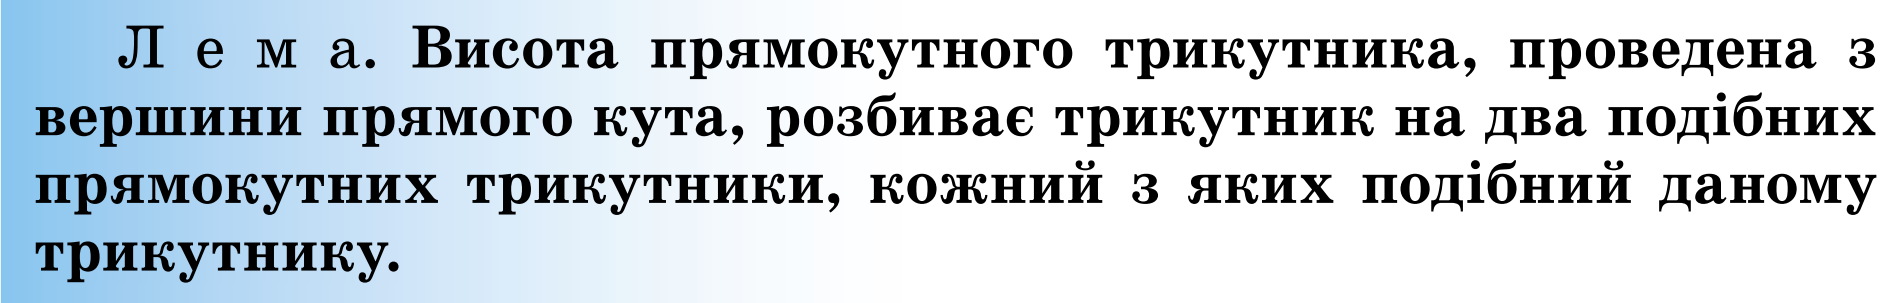 Л е м а. Висота прямокутного трикутника, проведена з
вершини прямого кута, розбиває трикутник на два подібних
прямокутних трикутники, кожний з яких подібний даному
трикутнику.